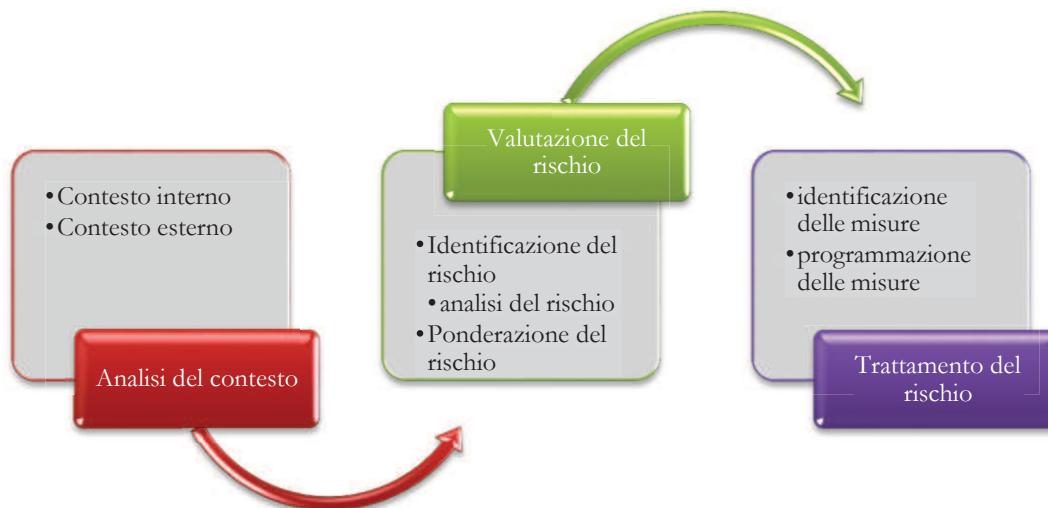 •Contesto interno
•Contesto esterno
Analisi del contesto
Valutazione del
rischio
•Identificazione del
rischio
•analisi del rischio
•Ponderazione del
rischio
•identificazione
delle misure
•programmazione
delle misure
Trattamento del
rischio